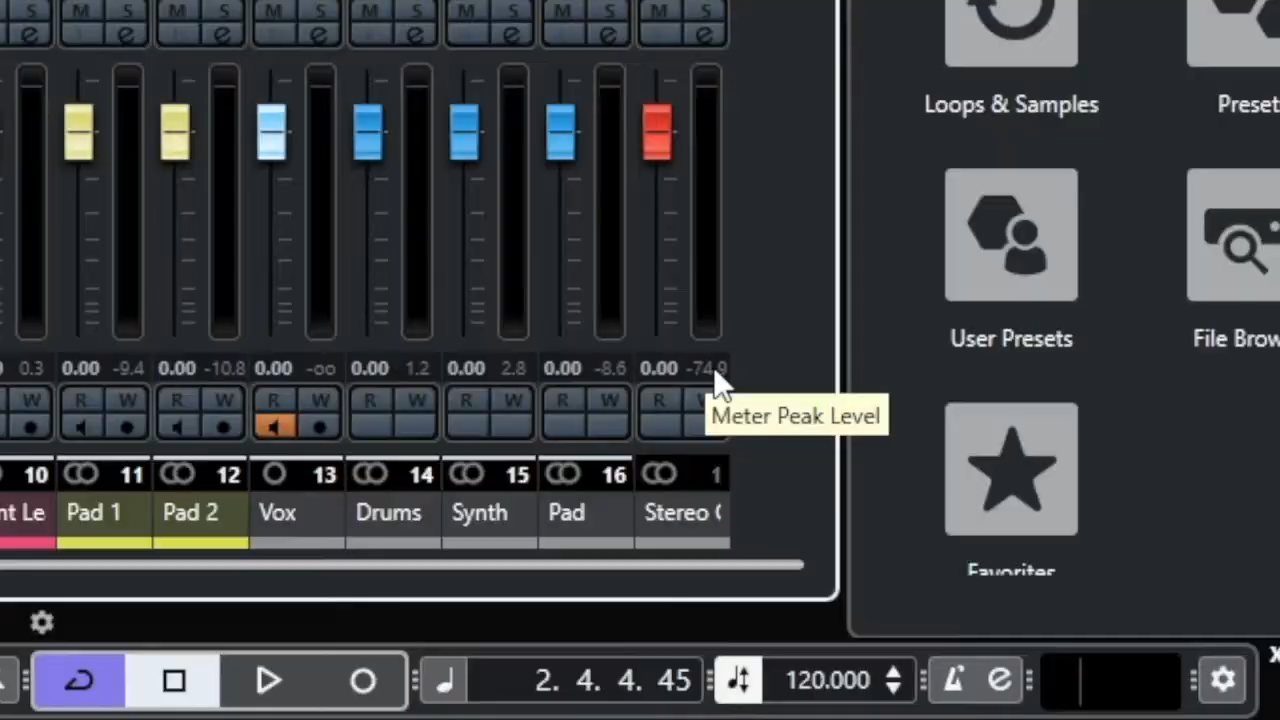 M S M S M S M S M S M S M S
e e e e e e e e
Loops & Samples
Preset
User Presets
File Brow
0.3 0.00 -9.4 0.00 -10.8 0.00 -oo 0.00 1.2 0.00 2.8 0.00 -8.6 0.00 -74.9
W R W R W R W R W R W R W R
Meter Peak Level
10 11 12 13 14 15 16 1
nt Le Pad 1 Pad 2 Vox Drums Synth Pad Stereo
Favorites
2. 4. 4. 45 120.000 e